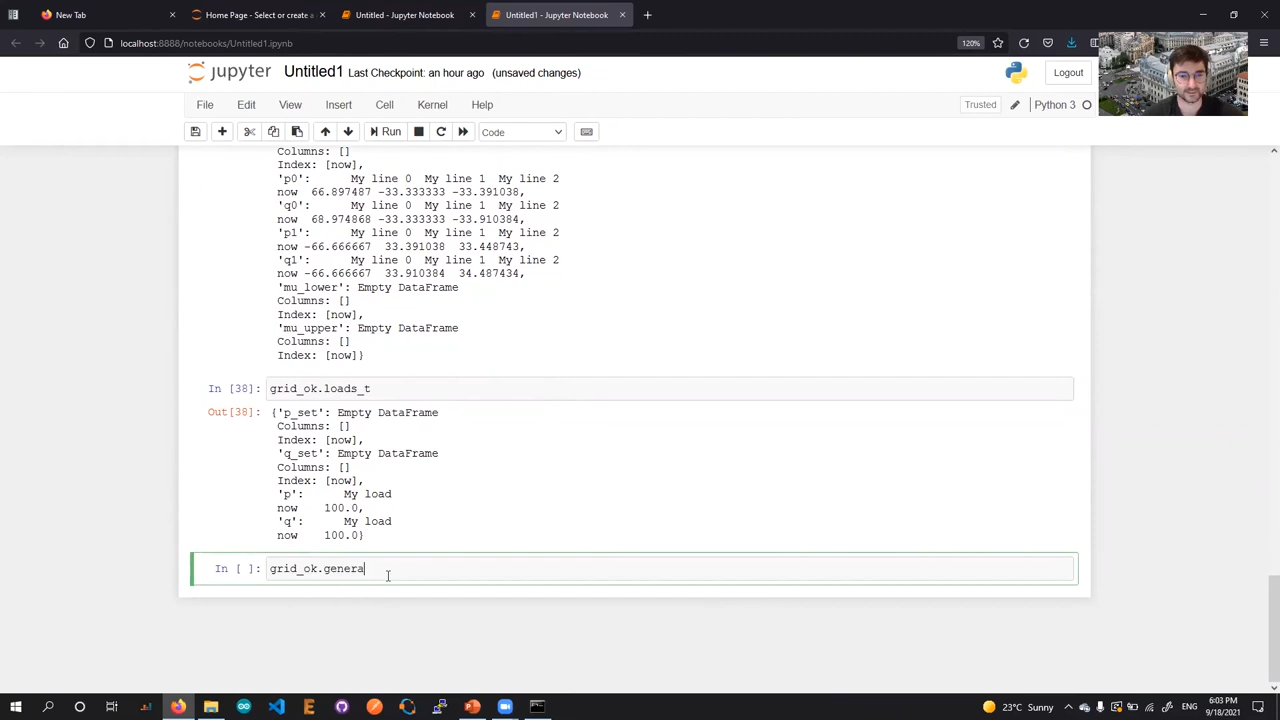 New Tab
Home Page - Select or create a
Untitled - Jupyter Notebook
Untitled1 - Jupyter Notebook
localhost:8888/notebooks/Untitled1.ipynb
120%
jupyter Untitled1 Last Checkpoint: an hour ago (unsaved changes)
Logout
File Edit View Insert Cell Kernel Help
Trusted
Python 3
Run
Code
Columns: []
Index: [now],
'p0': My line 0 My line 1 My line 2
now 66.897487 -33.333333 -33.391038,
'q0': My line 0 My line 1 My line 2
now 68.974868 -33.333333 -33.910384,
'p1': My line 0 My line 1 My line 2
now -66.666667 33.391038 33.448743,
'q1': My line 0 My line 1 My line 2
now -66.666667 33.910384 34.487434,
'mu_lower': Empty DataFrame
Columns: []
Index: [now],
'mu_upper': Empty DataFrame
Columns: []
Index: [now]}
In [38]: grid_ok.loads_t
Out[38]: {'p_set': Empty DataFrame
Columns: []
Index: [now],
'q_set': Empty DataFrame
Columns: []
Index: [now],
'p': My load
now 100.0,
'q': My load
now 100.0}
In [ ]: grid_ok.genera
23°C Sunny
ENG
6:03 PM
9/18/2021